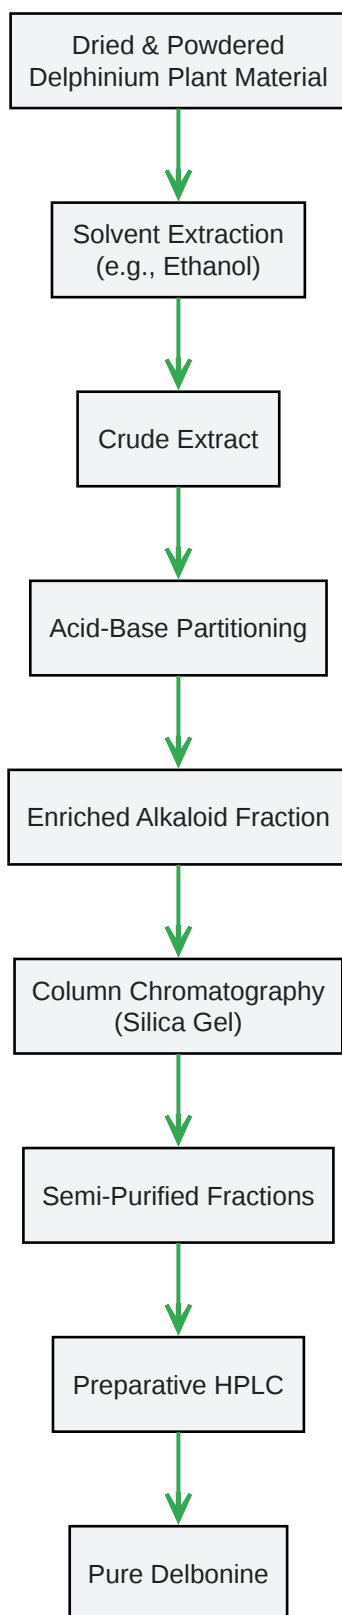 Dried & Powdered
Delphinium Plant Material
Solvent Extraction
(e.g., Ethanol)
Crude Extract
Acid-Base Partitioning
Enriched Alkaloid Fraction
Column Chromatography
(Silica Gel)
Semi-Purified Fractions
Preparative HPLC
Pure Delbonine